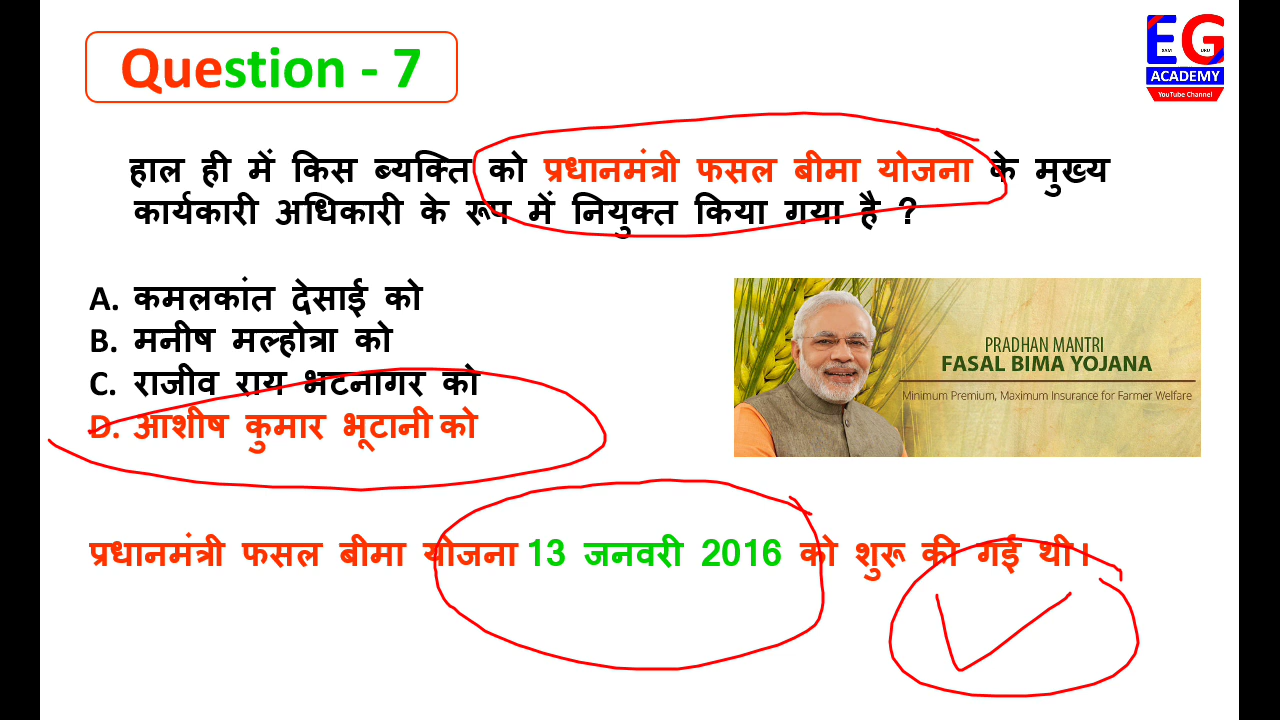 Question - 7
EG
EXAM GURU
ACADEMY
YouTube Channel
हाल ही में किस ब्यक्ति को प्रधानमंत्री फसल बीमा योजना के मुख्य
कार्यकारी अधिकारी के रूप में नियुक्त किया गया है ?
A. कमलकांत देसाई को
B. मनीष मल्होत्रा को
C. राजीव राय भटनागर को
D. आशीष कुमार भूटानी को
PRADHAN MANTRI
FASAL BIMA YOJANA
Minimum Premium, Maximum Insurance for Farmer Welfare
प्रधानमंत्री फसल बीमा योजना 13 जनवरी 2016 को शुरू की गई थी।